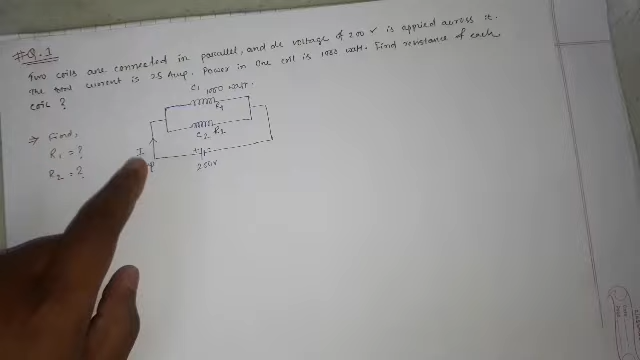 #Q.1
Two coils are connected in parallel, and dc voltage of 200 v is applied across it.
The total current is 25 Amp. Power in one coil is 1000 watt. Find resistance of each
coil ?
C1 1000 watt.
R1
C2 R2
⇒ Find,
R1 = ?
R2 = ?
I
+ -
200v